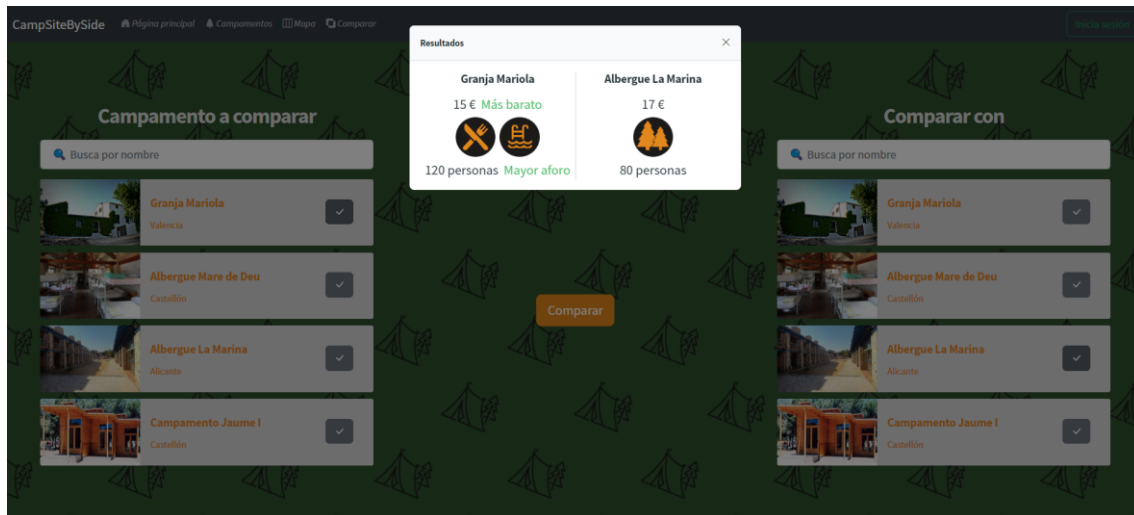 CampSiteBySide Página principal Campamentos Mapa Comparar Inicia sesión
Resultados
Granja Mariola
15 € Más barato
120 personas Mayor aforo
Albergue La Marina
17 €
80 personas
Campamento a comparar
Busca por nombre
Granja Mariola
Valencia
Albergue Mare de Deu
Castellón
Albergue La Marina
Alicante
Campamento Jaume I
Castellón
Comparar
Comparar con
Busca por nombre
Granja Mariola
Valencia
Albergue Mare de Deu
Castellón
Albergue La Marina
Alicante
Campamento Jaume I
Castellón